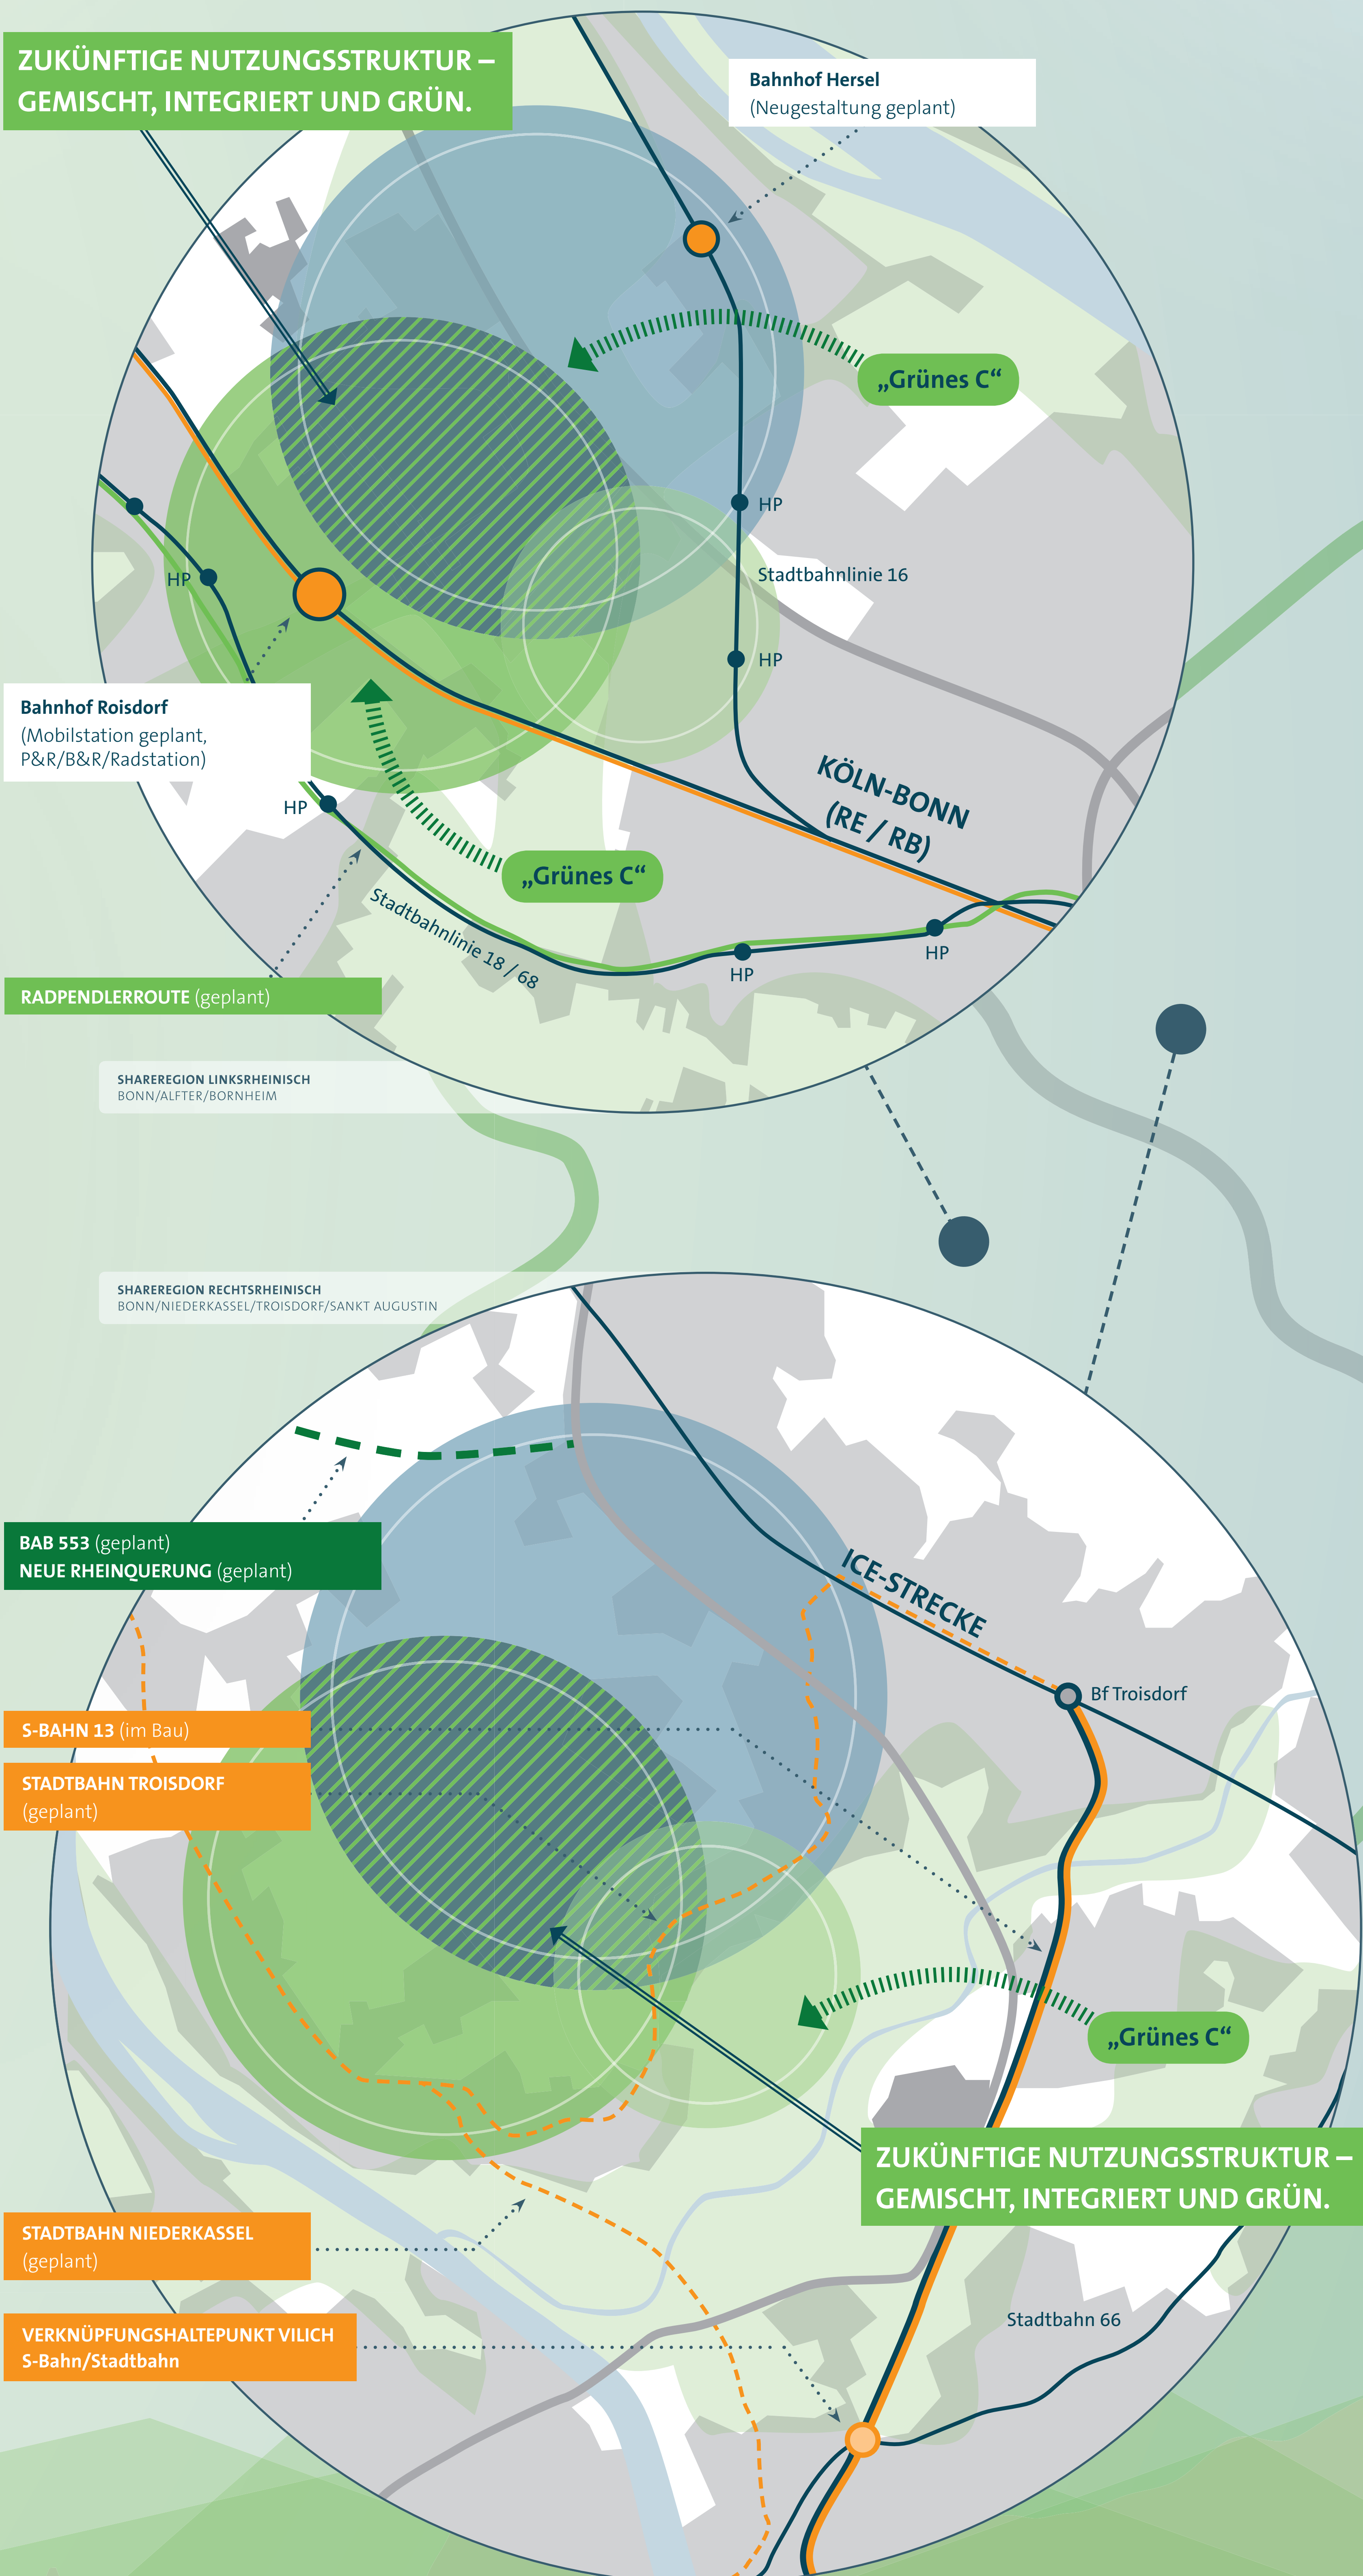 ZUKÜNFTIGE NUTZUNGSSTRUKTUR –
GEMISCHT, INTEGRIERT UND GRÜN.
Bahnhof Hersel
(Neugestaltung geplant)
„Grünes C“
HP
Stadtbahnlinie 16
HP
HP
Bahnhof Roisdorf
(Mobilstation geplant,
P&R/B&R/Radstation)
HP
KÖLN-BONN
(RE / RB)
„Grünes C“
Stadtbahnlinie 18 / 68
HP
HP
RADPENDLERROUTE (geplant)
SHAREREGION LINKSRHEINISCH
BONN/ALFTER/BORNHEIM
SHAREREGION RECHTSRHEINISCH
BONN/NIEDERKASSEL/TROISDORF/SANKT AUGUSTIN
BAB 553 (geplant)
NEUE RHEINQUERUNG (geplant)
ICE-STRECKE
Bf Troisdorf
S-BAHN 13 (im Bau)
STADTBAHN TROISDORF
(geplant)
„Grünes C“
ZUKÜNFTIGE NUTZUNGSSTRUKTUR –
GEMISCHT, INTEGRIERT UND GRÜN.
STADTBAHN NIEDERKASSEL
(geplant)
Stadtbahn 66
VERKNÜPFUNGSHALTEPUNKT VILICH
S-Bahn/Stadtbahn